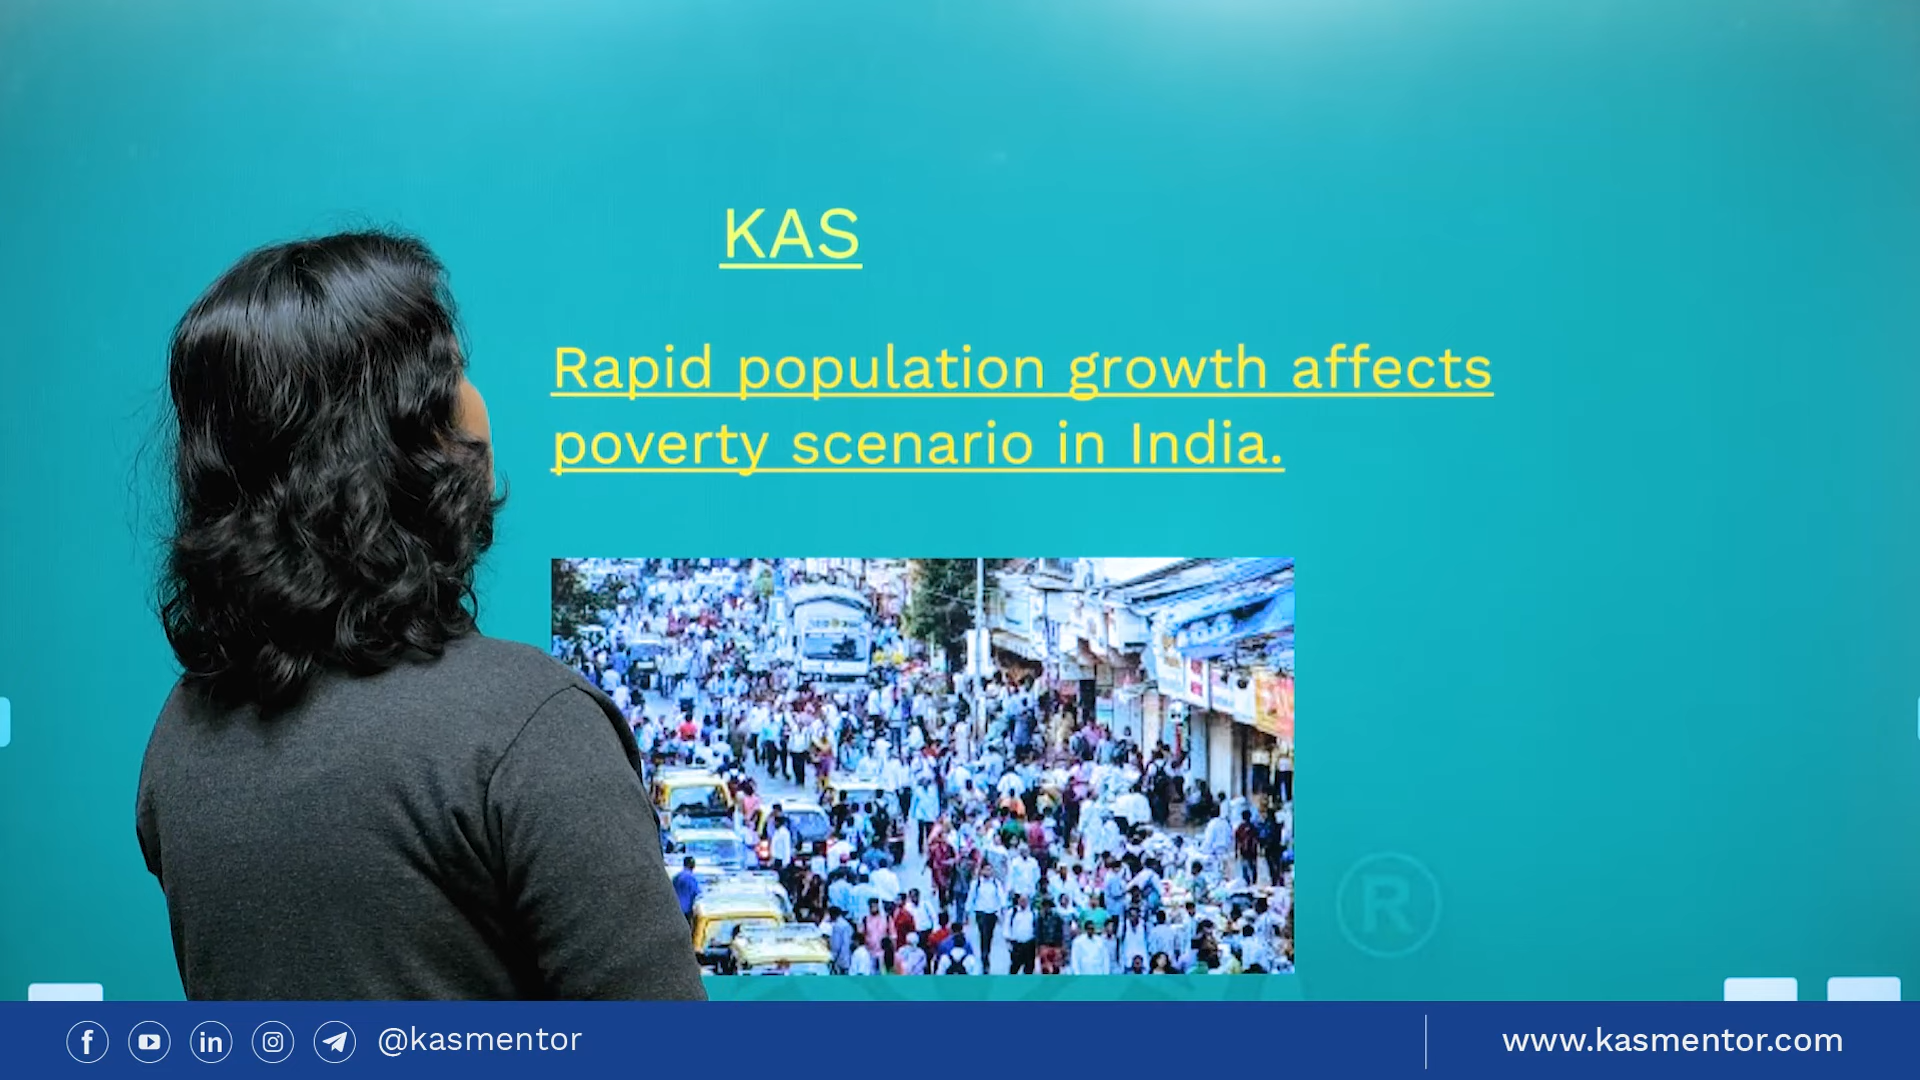 KAS
Rapid population growth affects
poverty scenario in India.
R
@kasmentor
www.kasmentor.com